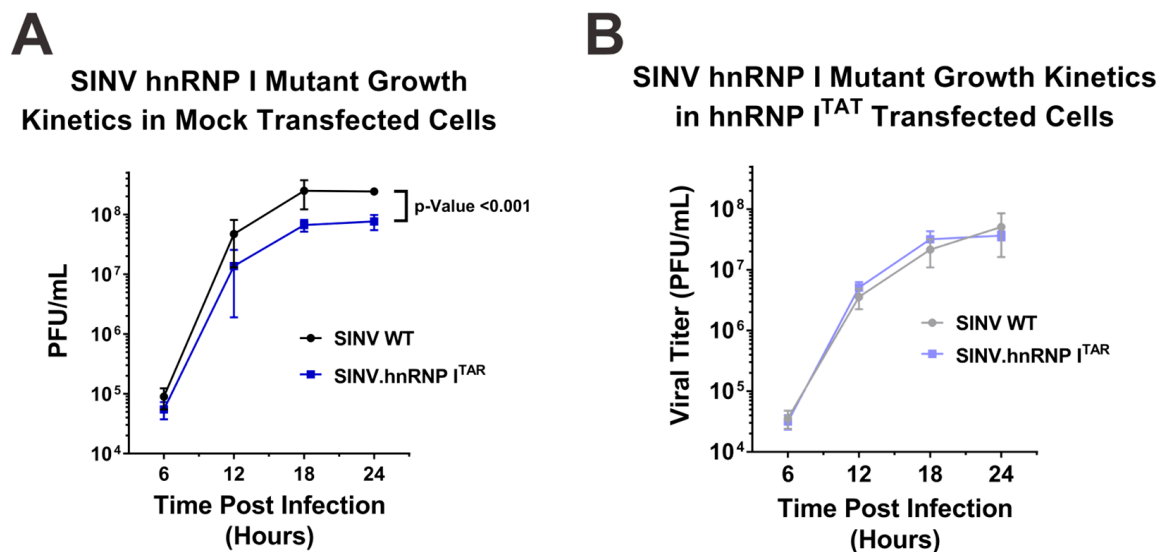 A
SINV hnRNP I Mutant Growth
Kinetics in Mock Transfected Cells
PFU/mL
10^8
10^7
10^6
10^5
10^4
p-Value <0.001
SINV WT
SINV.hnRNP I^TAR
6 12 18 24
Time Post Infection
(Hours)
B
SINV hnRNP I Mutant Growth Kinetics
in hnRNP I^TAT Transfected Cells
Viral Titer (PFU/mL)
10^8
10^7
10^6
10^5
10^4
SINV WT
SINV.hnRNP I^TAR
6 12 18 24
Time Post Infection
(Hours)